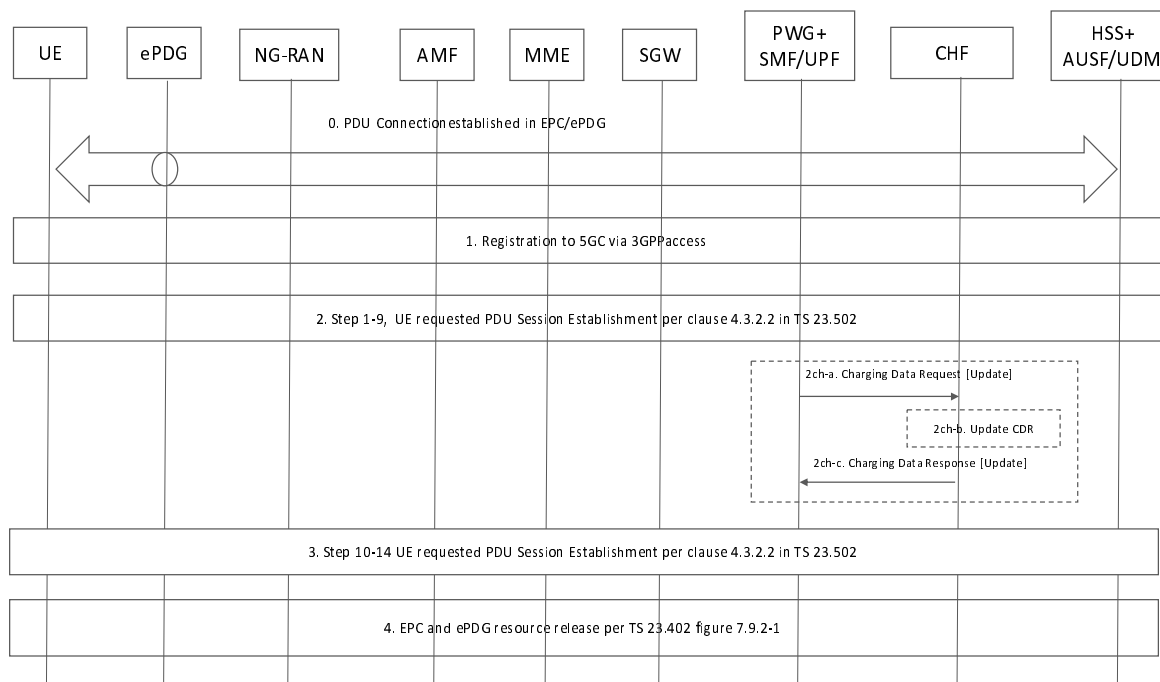 UE
ePDG
NG-RAN
AMF
MME
SGW
PWG+
SMF/UPF
CHF
HSS+
AUSF/UDM
0. PDU Connectionestablished in EPC/ePDG
1. Registration to 5GC via 3GPPaccess
2. Step 1-9, UE requested PDU Session Establishment per clause 4.3.2.2 in TS 23.502
2ch-a. Charging Data Request [Update]
2ch-b. Update CDR
2ch-c. Charging Data Response [Update]
3. Step 10-14 UE requested PDU Session Establishment per clause 4.3.2.2 in TS 23.502
4. EPC and ePDG resource release per TS 23.402 figure 7.9.2-1